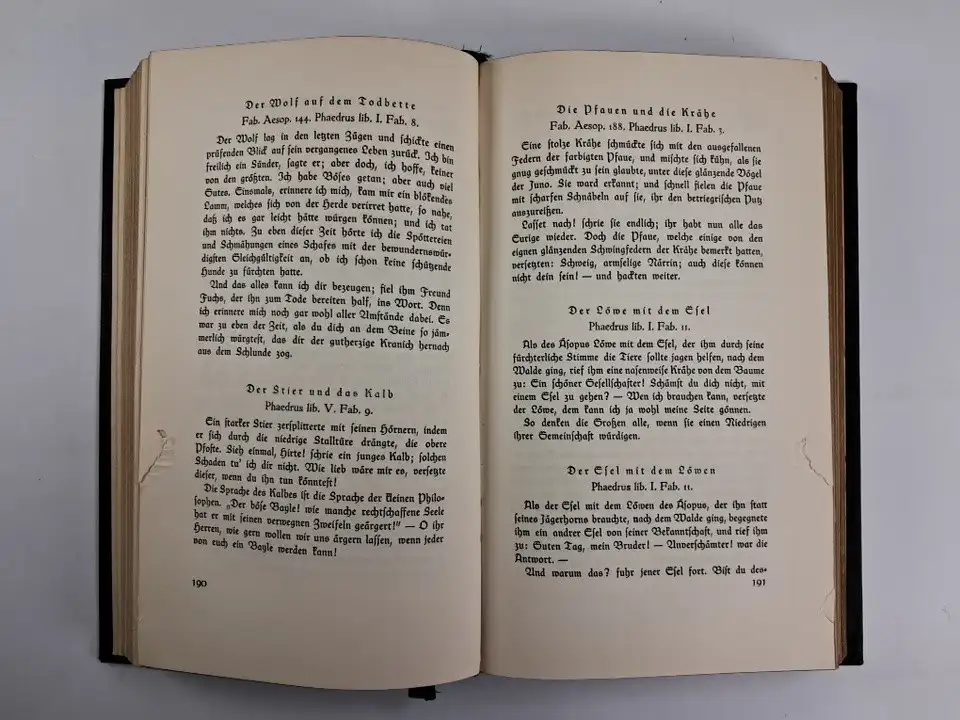 Der Wolf auf dem Todbette
Fab. Aesop. 144. Phaedrus lib. I. Fab. 8.
Der Wolf lag in den letzten Zügen und schickte einen
prüfenden Blick auf sein vergangenes Leben zurück. Ich bin
freilich ein Sünder, sagte er; aber doch, ich hoffe, keiner
von den größten. Ich habe Böses getan; aber auch viel
Gutes. Einsmals, erinnere ich mich, kam mir ein blökendes
Lamm, welches sich von der Herde verirret hatte, so nahe,
daß ich es gar leicht hätte würgen können; und ich tat
ihm nichts. Zu eben dieser Zeit hörte ich die Spöttereien
und Schmähungen eines Schafes mit der bewundernswür-
digsten Gleichgültigkeit an, ob ich schon keine schützende
Hunde zu fürchten hatte.
Und das alles kann ich dir bezeugen; fiel ihm Freund
Fuchs, der ihn zum Tode bereiten half, ins Wort. Denn
ich erinnere mich noch gar wohl aller Umstände dabei. Es
war zu eben der Zeit, als du dich an dem Beine so jäm-
merlich würgtest, das dir der gutherzige Kranich hernach
aus dem Schlunde zog.
Der Stier und das Kalb
Phaedrus lib. V. Fab. 9.
Ein starker Stier zersplitterte mit seinen Hörnern, indem
er sich durch die niedrige Stalltüre drängte, die obere
Pfoste. Sieh einmal, Hirte! schrie ein junges Kalb; solchen
Schaden tu' ich dir nicht. Wie lieb wäre mir es, versetzte
dieser, wenn du ihn tun könntest!
Die Sprache des Kalbes ist die Sprache der kleinen Philo-
sophen. „Der böse Bayle! wie manche rechtschaffene Seele
hat er mit seinen verwegnen Zweifeln geärgert!“ — O ihr
Herren, wie gern wollen wir uns ärgern lassen, wenn jeder
von euch ein Bayle werden kann!
190
Die Pfauen und die Krähe
Fab. Aesop. 188. Phaedrus lib. I. Fab. 3.
Eine stolze Krähe schmückte sich mit den ausgefallenen
Federn der farbigten Pfaue, und mischte sich kühn, als sie
gnug geschmückt zu sein glaubte, unter diese glänzende Vögel
der Juno. Sie ward erkannt; und schnell fielen die Pfaue
mit scharfen Schnäbeln auf sie, ihr den betriegrischen Putz
auszureißen.
Lasset nach! schrie sie endlich; ihr habt nun alle das
Eurige wieder. Doch die Pfaue, welche einige von den
eignen glänzenden Schwingfedern der Krähe bemerkt hatten,
versetzten: Schweig, armselige Närrin; auch diese können
nicht dein sein! — und hackten weiter.
Der Löwe mit dem Esel
Phaedrus lib. I. Fab. 11.
Als des Äsopus Löwe mit dem Esel, der ihm durch seine
fürchterliche Stimme die Tiere sollte jagen helfen, nach dem
Walde ging, rief ihm eine nasenweise Krähe von dem Baume
zu: Ein schöner Gesellschafter! Schämst du dich nicht, mit
einem Esel zu gehen? — Wen ich brauchen kann, versetzte
der Löwe, dem kann ich ja wohl meine Seite gönnen.
So denken die Großen alle, wenn sie einen Niedrigen
ihrer Gemeinschaft würdigen.
Der Esel mit dem Löwen
Phaedrus lib. I. Fab. 11.
Als der Esel mit dem Löwen des Äsopus, der ihn statt
seines Jägerhorns brauchte, nach dem Walde ging, begegnete
ihm ein andrer Esel von seiner Bekanntschaft, und rief ihm
zu: Guten Tag, mein Bruder! — Unverschämter! war die
Antwort. —
Und warum das? fuhr jener Esel fort. Bist du des-
191